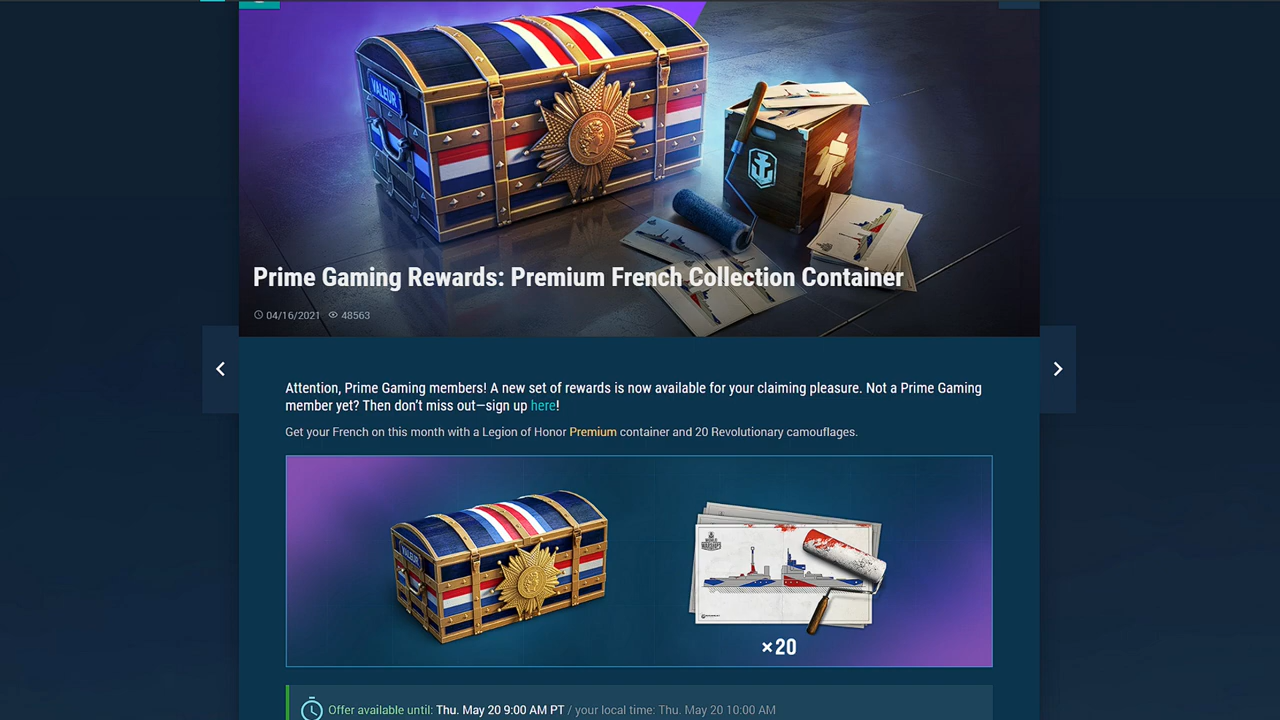 VALEUR
Prime Gaming Rewards: Premium French Collection Container
04/16/2021 48563
Attention, Prime Gaming members! A new set of rewards is now available for your claiming pleasure. Not a Prime Gaming
member yet? Then don’t miss out—sign up here!
Get your French on this month with a Legion of Honor Premium container and 20 Revolutionary camouflages.
VALEUR
WORLD
WARSHIPS
×20
Offer available until: Thu. May 20 9:00 AM PT / your local time: Thu. May 20 10:00 AM